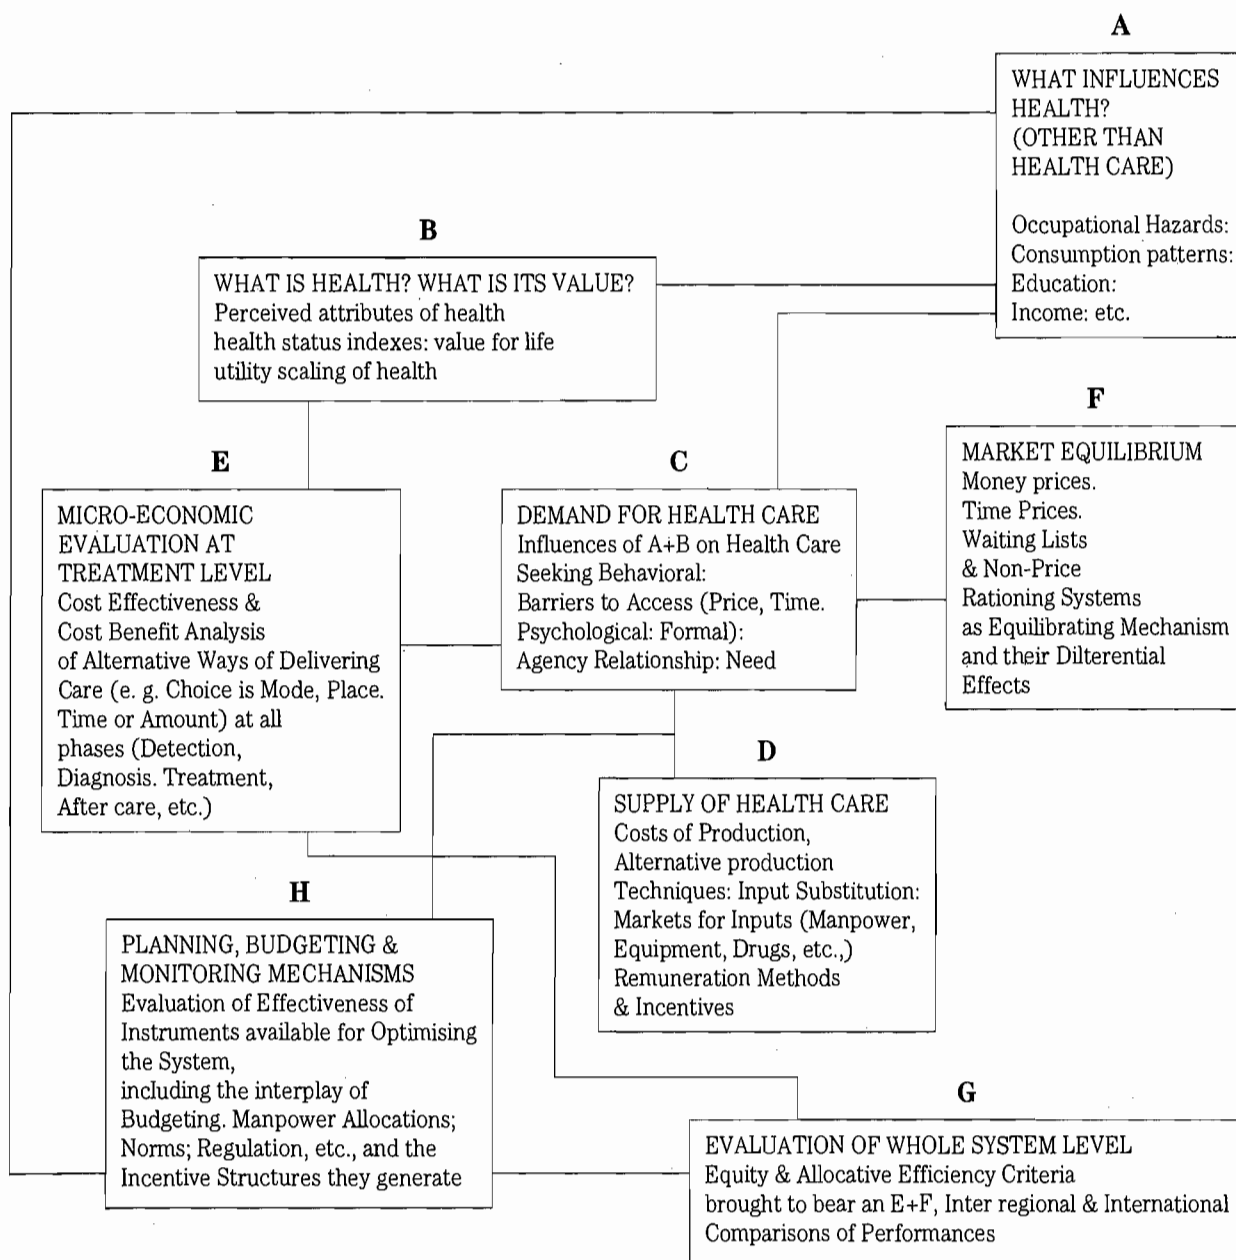 A
WHAT INFLUENCES
HEALTH?
(OTHER THAN
HEALTH CARE)
Occupational Hazards:
Consumption patterns:
Education:
Income: etc.
B
WHAT IS HEALTH? WHAT IS ITS VALUE?
Perceived attributes of health
health status indexes: value for life
utility scaling of health
F
MARKET EQUILIBRIUM
Money prices.
Time Prices.
Waiting Lists
& Non-Price
Rationing Systems
as Equilibrating Mechanism
and their Dilterential
Effects
E
MICRO-ECONOMIC
EVALUATION AT
TREATMENT LEVEL
Cost Effectiveness &
Cost Benefit Analysis
of Alternative Ways of Delivering
Care (e. g. Choice is Mode, Place.
Time or Amount) at all
phases (Detection,
Diagnosis. Treatment,
After care, etc.)
C
DEMAND FOR HEALTH CARE
Influences of A+B on Health Care
Seeking Behavioral:
Barriers to Access (Price, Time.
Psychological: Formal):
Agency Relationship: Need
D
SUPPLY OF HEALTH CARE
Costs of Production,
Alternative production
Techniques: Input Substitution:
Markets for Inputs (Manpower,
Equipment, Drugs, etc.,)
Remuneration Methods
& Incentives
H
PLANNING, BUDGETING &
MONITORING MECHANISMS
Evaluation of Effectiveness of
Instruments available for Optimising
the System,
including the interplay of
Budgeting. Manpower Allocations;
Norms; Regulation, etc., and the
Incentive Structures they generate
G
EVALUATION OF WHOLE SYSTEM LEVEL
Equity & Allocative Efficiency Criteria
brought to bear an E+F, Inter regional & International
Comparisons of Performances